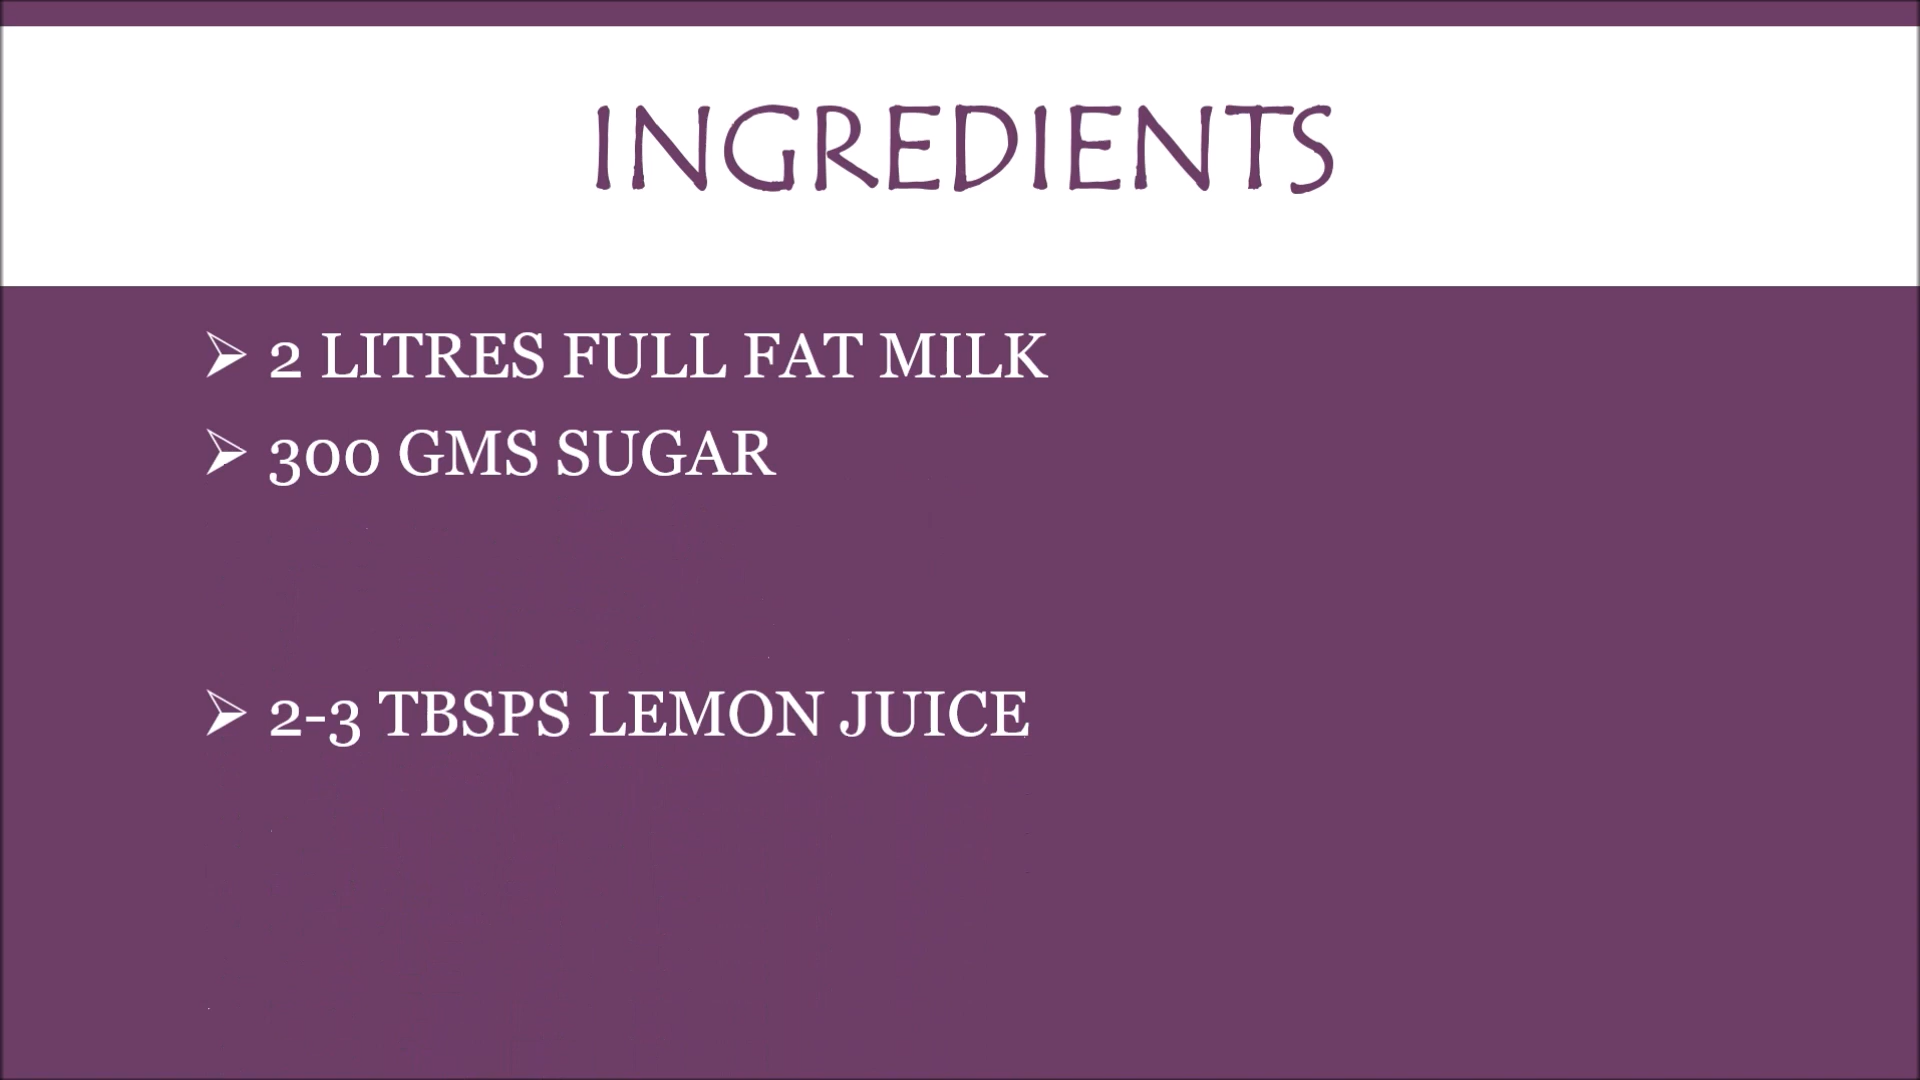 INGREDIENTS
➢ 2 LITRES FULL FAT MILK
➢ 300 GMS SUGAR
➢ 2-3 TBSPS LEMON JUICE